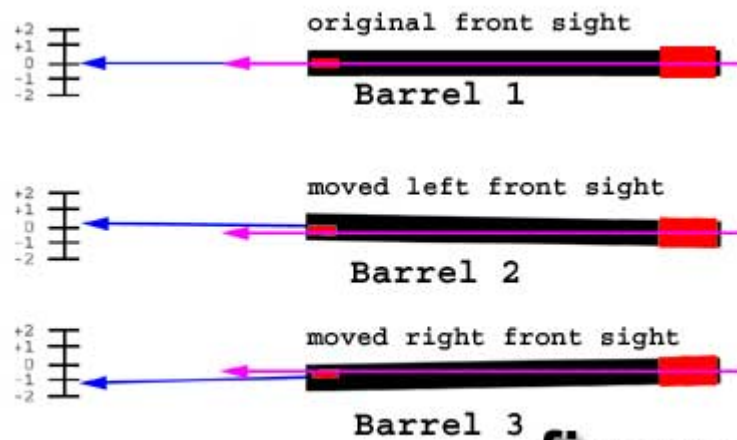 original front sight
+2
+1
0
-1
-2
Barrel 1
moved left front sight
+2
+1
0
-1
-2
Barrel 2
moved right front sight
+2
+1
0
-1
-2
Barrel 3